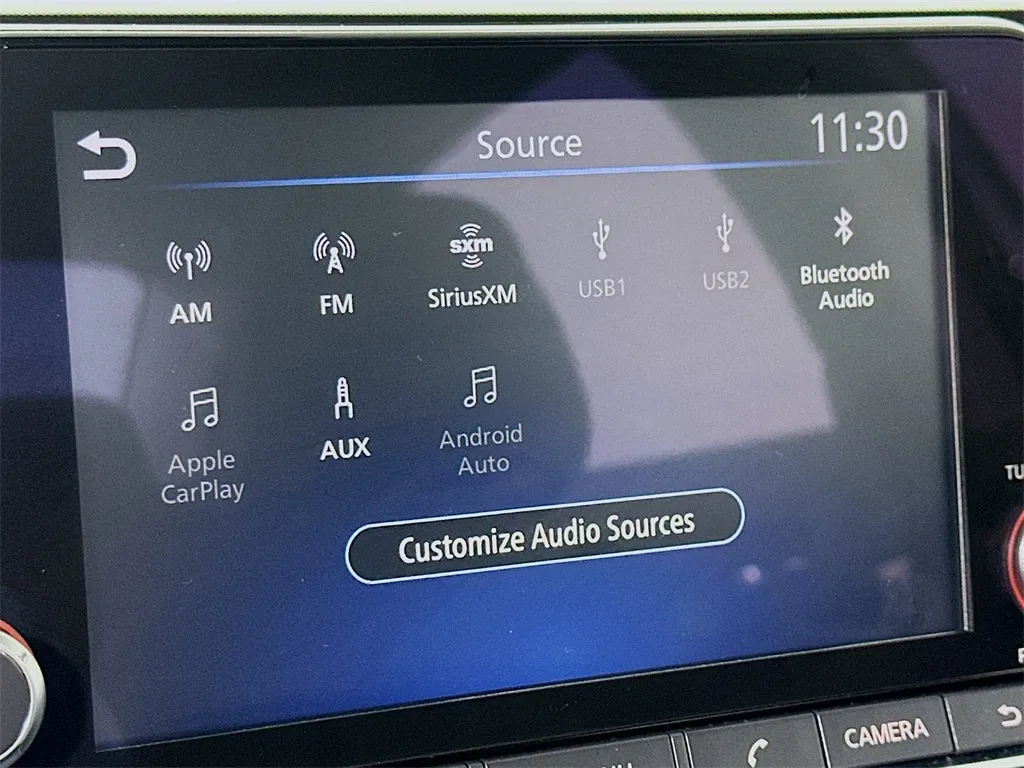 Source
11:30
sxm
AM
FM
SiriusXM
USB1
USB2
Bluetooth
Audio
Apple
CarPlay
AUX
Android
Auto
Customize Audio Sources
TU
CAMERA